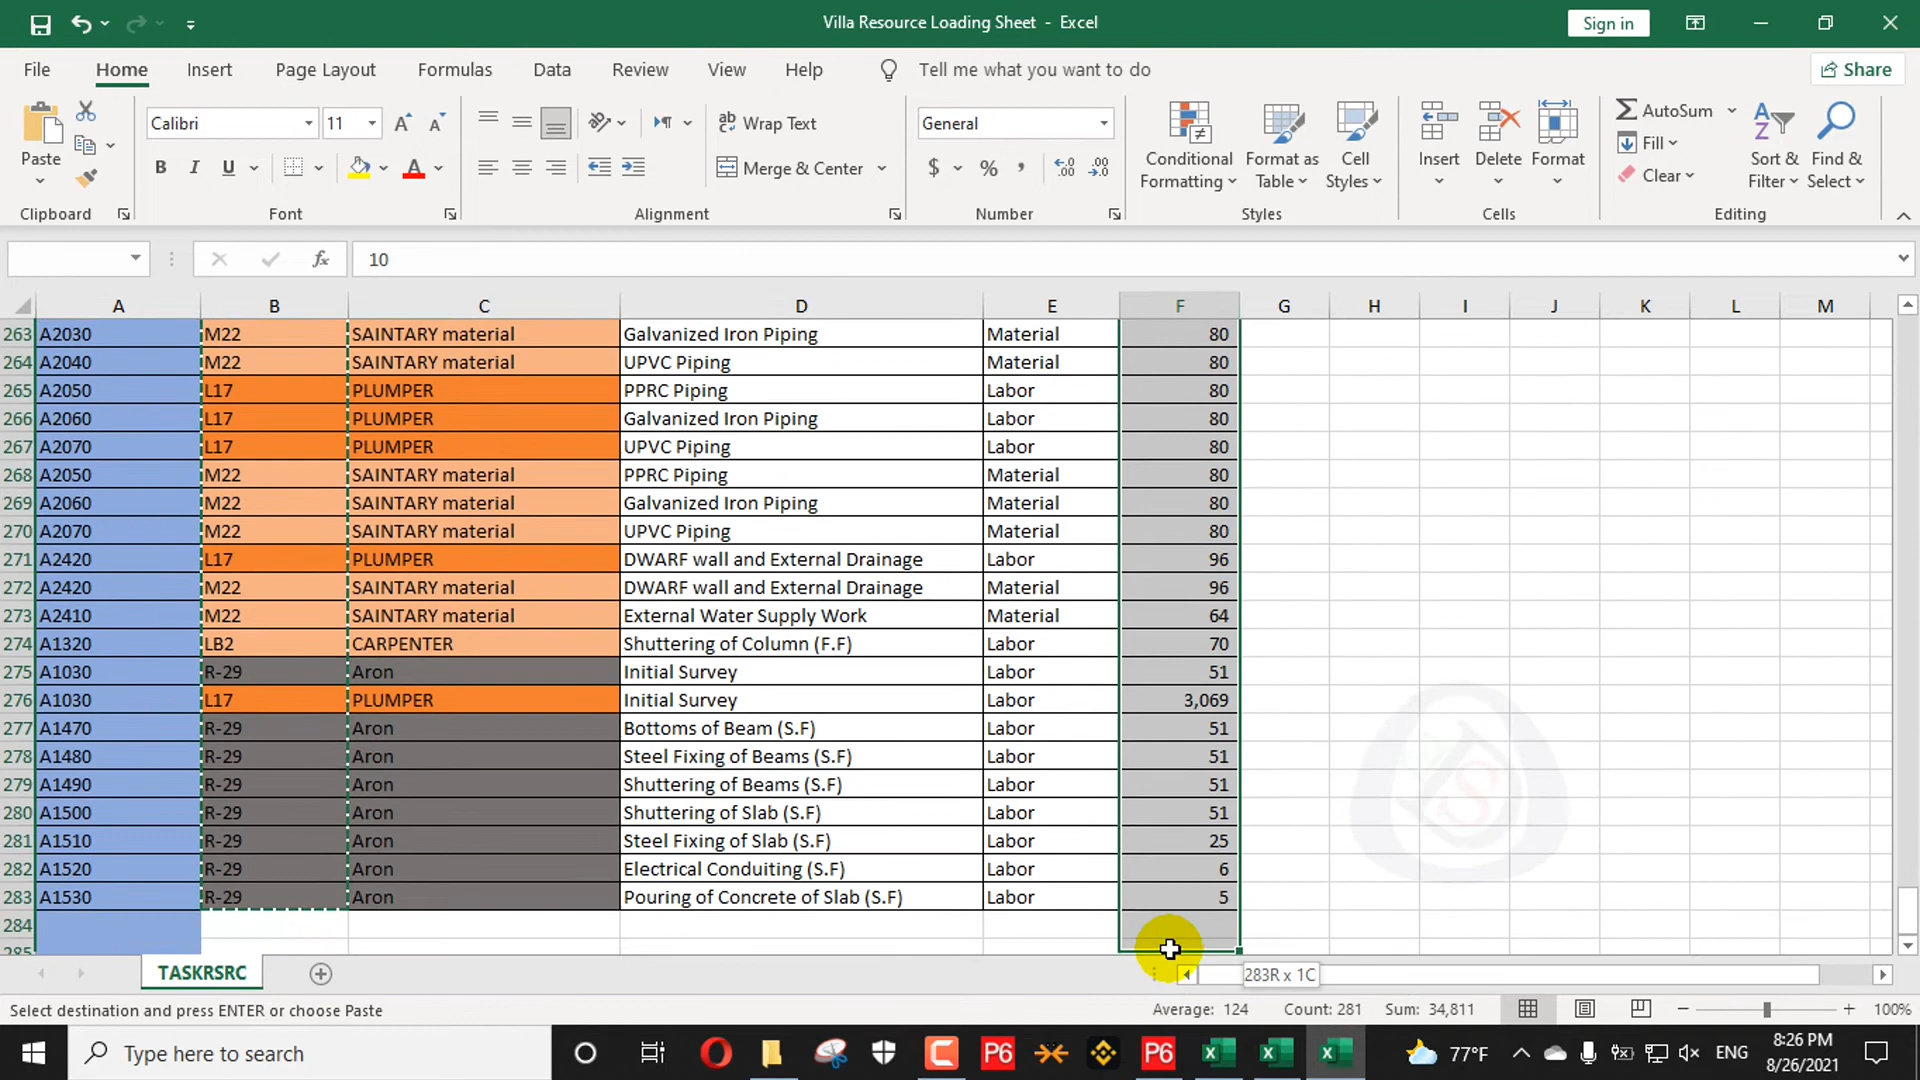 Villa Resource Loading Sheet - Excel
Sign in
File Home Insert Page Layout Formulas Data Review View Help Tell me what you want to do Share
Paste
Clipboard
Calibri 11
B I U
Font
Wrap Text
Merge & Center
Alignment
General
$ % ,
Number
Conditional Formatting
Format as Table
Cell Styles
Styles
Insert
Delete
Format
Cells
AutoSum
Fill
Clear
Sort & Filter
Find & Select
Editing
fx 10
A B C D E F G H I J K L M
263 A2030 M22 SAINTARY material Galvanized Iron Piping Material 80
264 A2040 M22 SAINTARY material UPVC Piping Material 80
265 A2050 L17 PLUMPER PPRC Piping Labor 80
266 A2060 L17 PLUMPER Galvanized Iron Piping Labor 80
267 A2070 L17 PLUMPER UPVC Piping Labor 80
268 A2050 M22 SAINTARY material PPRC Piping Material 80
269 A2060 M22 SAINTARY material Galvanized Iron Piping Material 80
270 A2070 M22 SAINTARY material UPVC Piping Material 80
271 A2420 L17 PLUMPER DWARF wall and External Drainage Labor 96
272 A2420 M22 SAINTARY material DWARF wall and External Drainage Material 96
273 A2410 M22 SAINTARY material External Water Supply Work Material 64
274 A1320 LB2 CARPENTER Shuttering of Column (F.F) Labor 70
275 A1030 R-29 Aron Initial Survey Labor 51
276 A1030 L17 PLUMPER Initial Survey Labor 3,069
277 A1470 R-29 Aron Bottoms of Beam (S.F) Labor 51
278 A1480 R-29 Aron Steel Fixing of Beams (S.F) Labor 51
279 A1490 R-29 Aron Shuttering of Beams (S.F) Labor 51
280 A1500 R-29 Aron Shuttering of Slab (S.F) Labor 51
281 A1510 R-29 Aron Steel Fixing of Slab (S.F) Labor 25
282 A1520 R-29 Aron Electrical Conduiting (S.F) Labor 6
283 A1530 R-29 Aron Pouring of Concrete of Slab (S.F) Labor 5
284
285
TASKRSRC
283R x 1C
Select destination and press ENTER or choose Paste
Average: 124 Count: 281 Sum: 34,811 100%
Type here to search
P6
P6
77°F
ENG
8:26 PM
8/26/2021